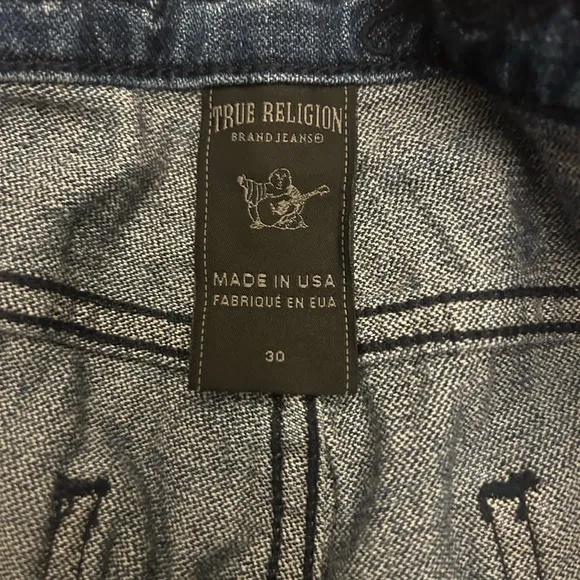 TRUE RELIGION
BRAND JEANS®
MADE IN USA
FABRIQUÉ EN EUA
30